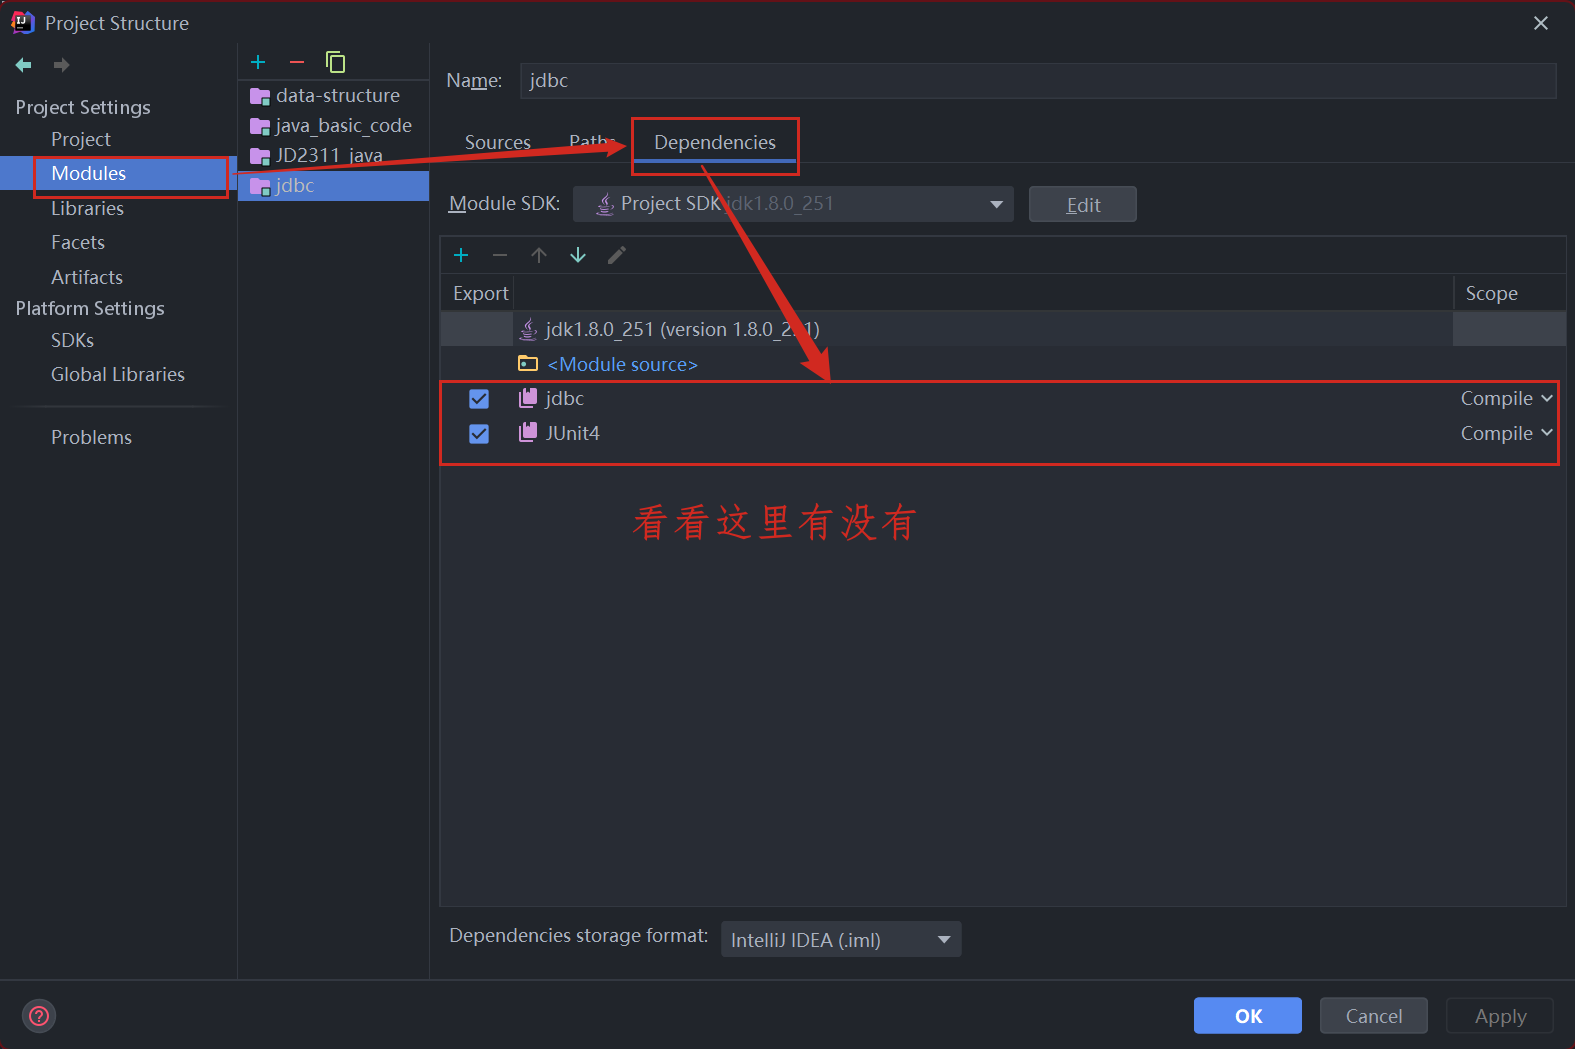 Project Structure
Project Settings
Project
Modules
Libraries
Facets
Artifacts
Platform Settings
SDKs
Global Libraries
Problems
data-structure
java_basic_code
JD2311_java
jdbc
Name: jdbc
Sources Paths Dependencies
Module SDK: Project SDK jdk1.8.0_251 Edit
Export Scope
jdk1.8.0_251 (version 1.8.0_251)
<Module source>
jdbc Compile
JUnit4 Compile
看看这里有没有
Dependencies storage format: IntelliJ IDEA (.iml)
OK Cancel Apply